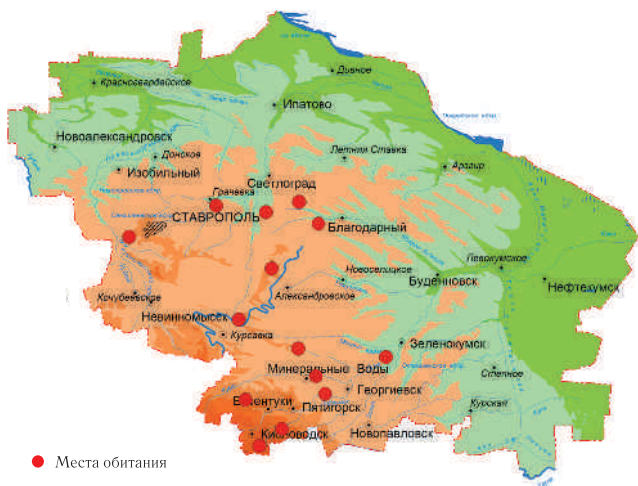 Дивное
Красногвардейское
Ипатово
Новоалександровск
Донское
Летняя Ставка
Изобильный
Арзгир
Светлоград
Грачевка
СТАВРОПОЛЬ
Благодарный
Левокумское
Новоселицкое
Буденновск
Нефтекумск
Кочубеевское
Александровское
Невинномысск
Курсавка
Зеленокумск
Минеральные Воды
Степное
Георгиевск
Ессентуки
Пятигорск
Курская
Кисловодск
Новопавловск
Места обитания